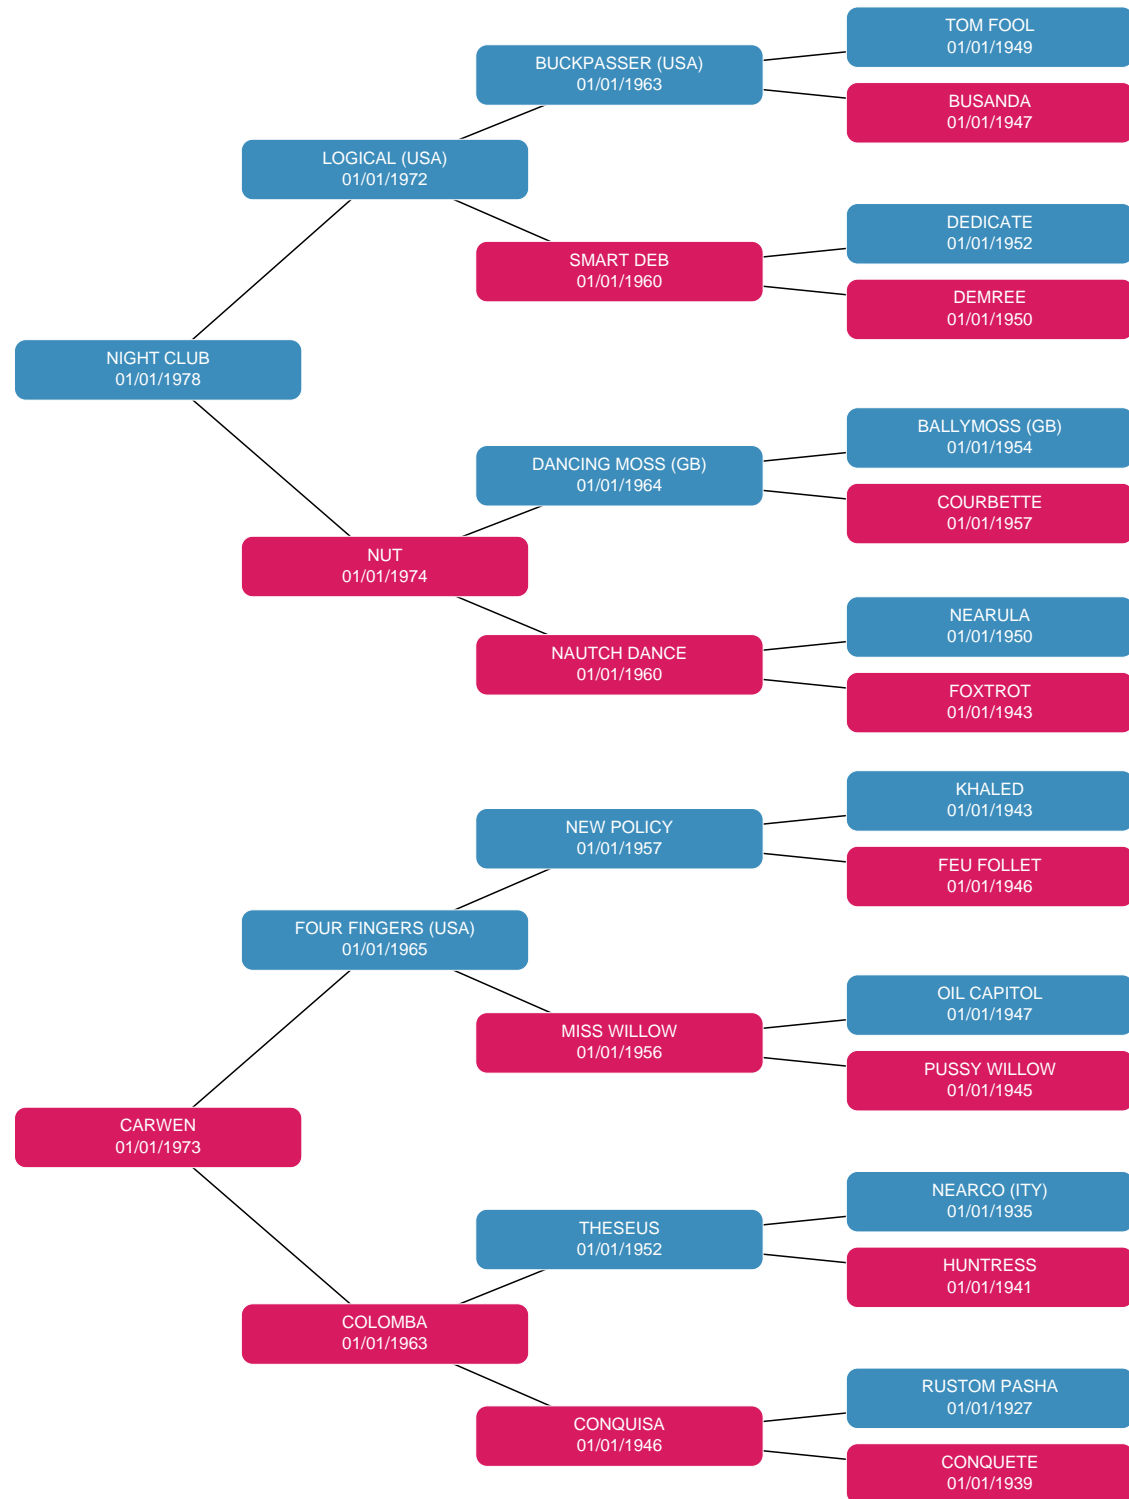 TOM FOOL
01/01/1949
BUCKPASSER (USA)
01/01/1963
BUSANDA
01/01/1947
LOGICAL (USA)
01/01/1972
DEDICATE
01/01/1952
SMART DEB
01/01/1960
DEMREE
01/01/1950
NIGHT CLUB
01/01/1978
BALLYMOSS (GB)
01/01/1954
DANCING MOSS (GB)
01/01/1964
COURBETTE
01/01/1957
NUT
01/01/1974
NEARULA
01/01/1950
NAUTCH DANCE
01/01/1960
FOXTROT
01/01/1943
KHALED
01/01/1943
NEW POLICY
01/01/1957
FEU FOLLET
01/01/1946
FOUR FINGERS (USA)
01/01/1965
OIL CAPITOL
01/01/1947
MISS WILLOW
01/01/1956
PUSSY WILLOW
01/01/1945
CARWEN
01/01/1973
NEARCO (ITY)
01/01/1935
THESEUS
01/01/1952
HUNTRESS
01/01/1941
COLOMBA
01/01/1963
RUSTOM PASHA
01/01/1927
CONQUISA
01/01/1946
CONQUETE
01/01/1939